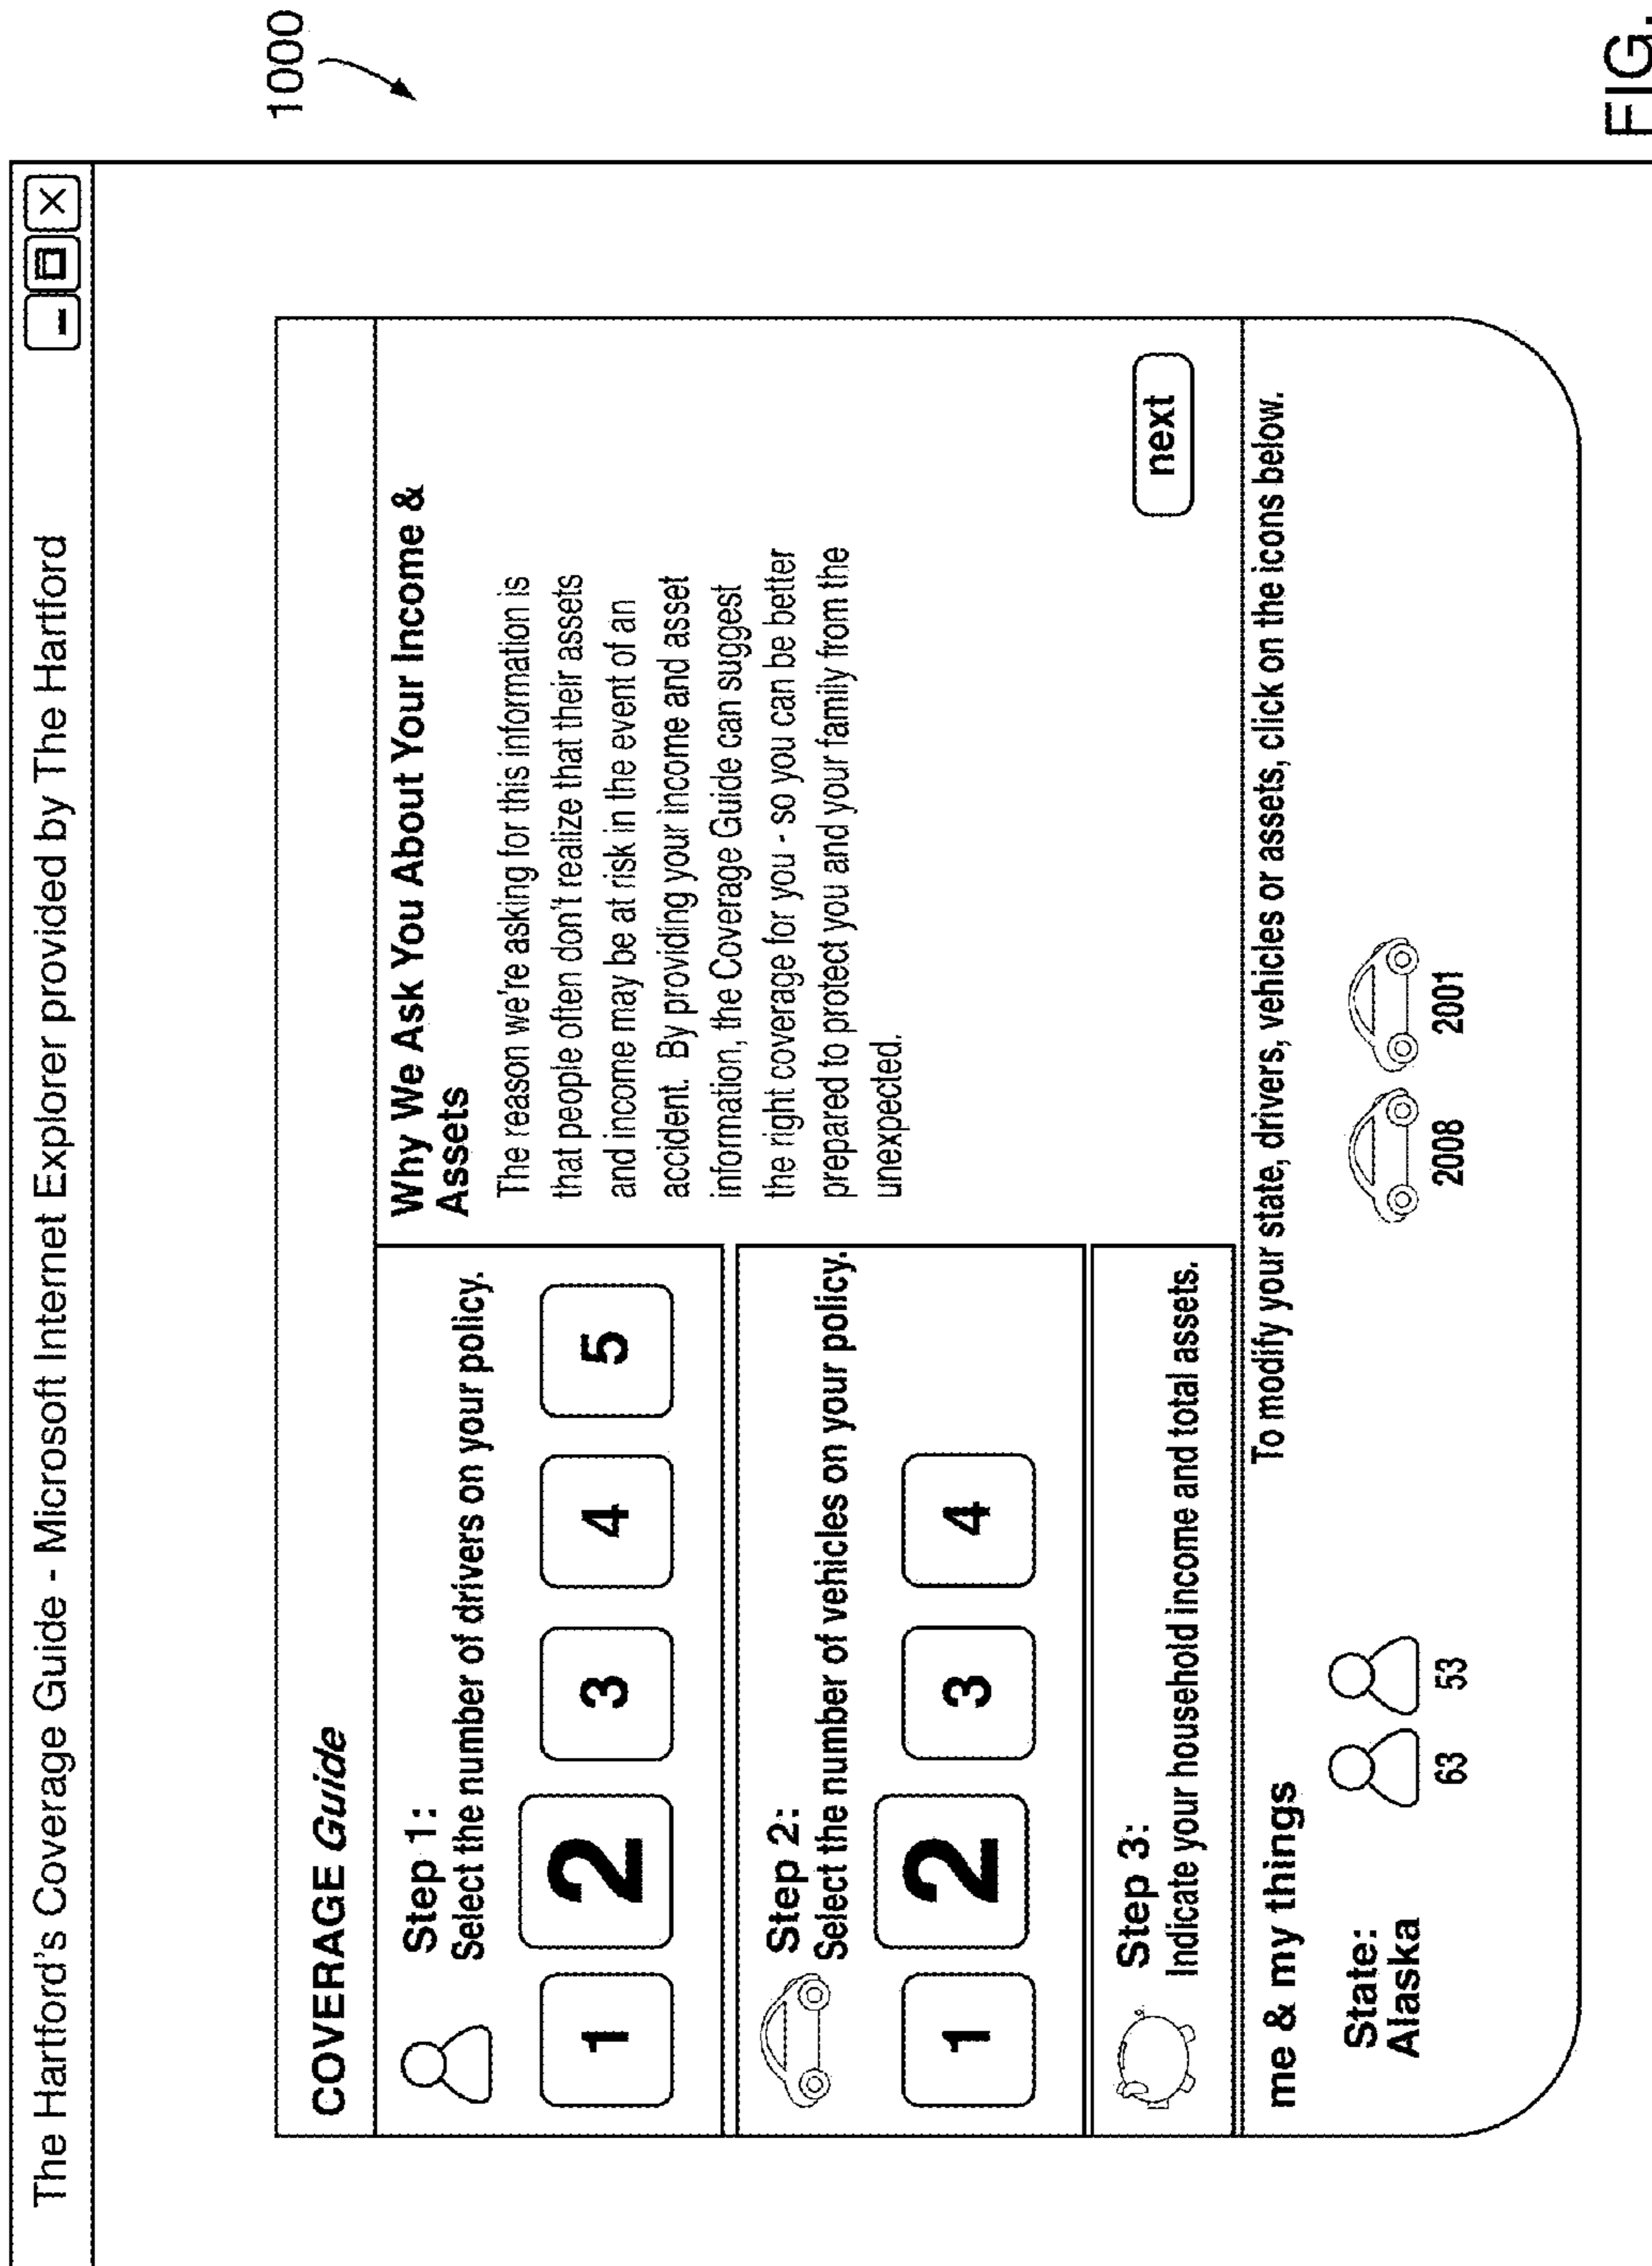 The Hartford's Coverage Guide - Microsoft Internet Explorer provided by The Hartford
1000
COVERAGE Guide
Step 1:
Select the number of drivers on your policy.
1 2 3 4 5
Step 2:
Select the number of vehicles on your policy.
1 2 3 4
Step 3:
Indicate your household income and total assets.
Why We Ask You About Your Income &
Assets
The reason we're asking for this information is
that people often don't realize that their assets
and income may be at risk in the event of an
accident. By providing your income and asset
information, the Coverage Guide can suggest
the right coverage for you - so you can be better
prepared to protect you and your family from the
unexpected.
next
me & my things
To modify your state, drivers, vehicles or assets, click on the icons below.
State:
Alaska
63 53
2008 2001
FIG.